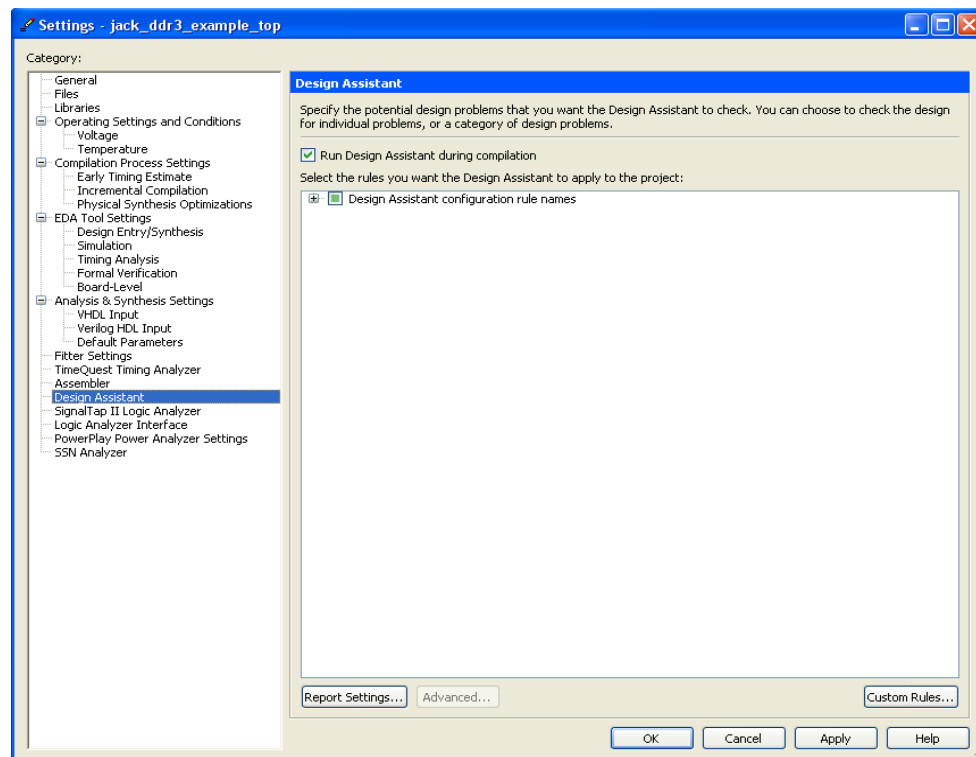 Settings - jack_ddr3_example_top
Category:
General
Files
Libraries
Operating Settings and Conditions
Voltage
Temperature
Compilation Process Settings
Early Timing Estimate
Incremental Compilation
Physical Synthesis Optimizations
EDA Tool Settings
Design Entry/Synthesis
Simulation
Timing Analysis
Formal Verification
Board-Level
Analysis & Synthesis Settings
VHDL Input
Verilog HDL Input
Default Parameters
Fitter Settings
TimeQuest Timing Analyzer
Assembler
Design Assistant
SignalTap II Logic Analyzer
Logic Analyzer Interface
PowerPlay Power Analyzer Settings
SSN Analyzer
Design Assistant
Specify the potential design problems that you want the Design Assistant to check. You can choose to check the design
for individual problems, or a category of design problems.
Run Design Assistant during compilation
Select the rules you want the Design Assistant to apply to the project:
Design Assistant configuration rule names
Report Settings... Advanced... Custom Rules...
OK Cancel Apply Help